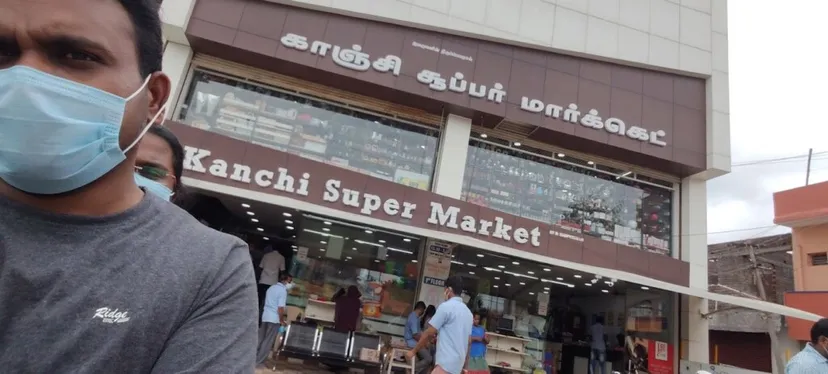 காஞ்சி சூப்பர் மார்க்கெட்
Kanchi Super Market
Ridge